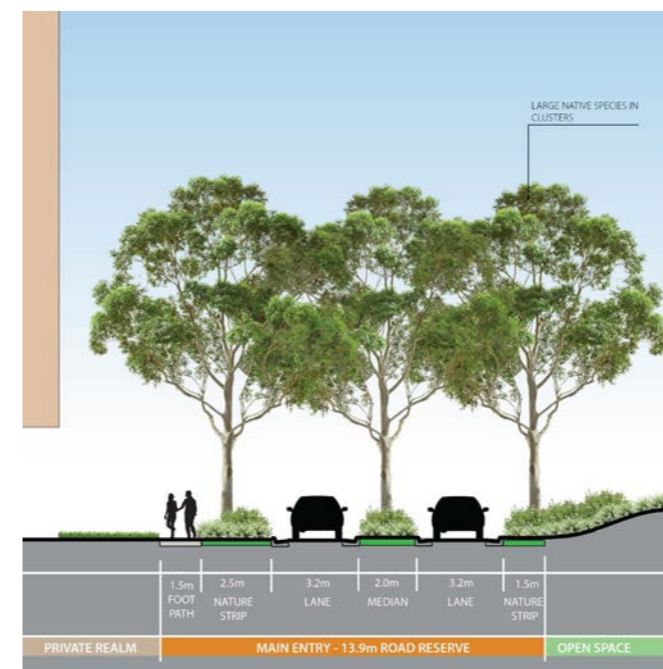 LARGE NATIVE SPECIES IN
CLUSTERS
1.5m
FOOT
PATH
2.5m
NATURE
STRIP
3.2m
LANE
2.0m
MEDIAN
3.2m
LANE
1.5m
NATURE
STRIP
PRIVATE REALM
MAIN ENTRY - 13.9m ROAD RESERVE
OPEN SPACE